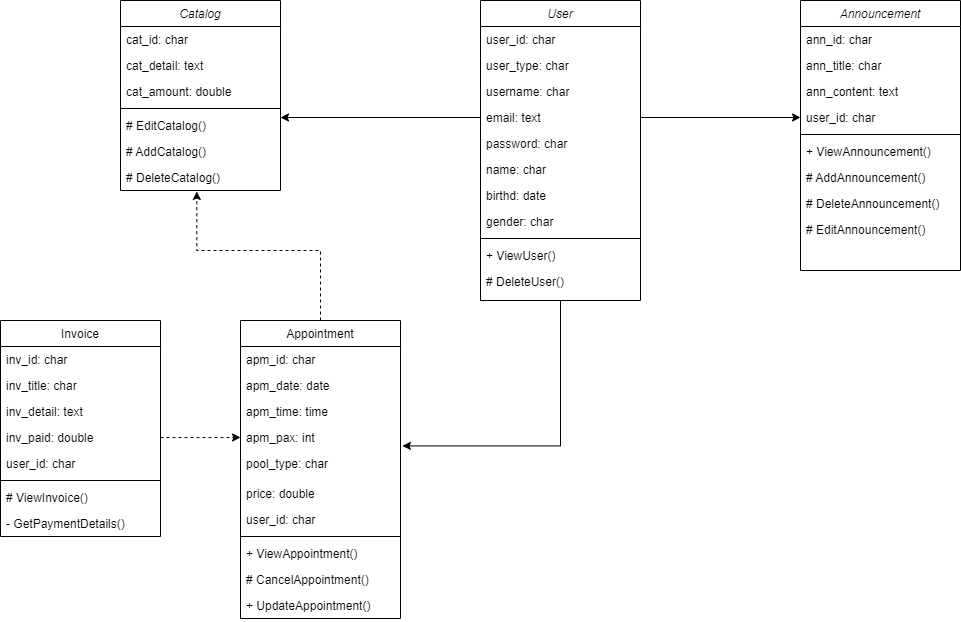 Catalog
cat_id: char
cat_detail: text
cat_amount: double
# EditCatalog()
# AddCatalog()
# DeleteCatalog()
User
user_id: char
user_type: char
username: char
email: text
password: char
name: char
birthd: date
gender: char
+ ViewUser()
# DeleteUser()
Announcement
ann_id: char
ann_title: char
ann_content: text
user_id: char
+ ViewAnnouncement()
# AddAnnouncement()
# DeleteAnnouncement()
# EditAnnouncement()
Invoice
inv_id: char
inv_title: char
inv_detail: text
inv_paid: double
user_id: char
# ViewInvoice()
- GetPaymentDetails()
Appointment
apm_id: char
apm_date: date
apm_time: time
apm_pax: int
pool_type: char
price: double
user_id: char
+ ViewAppointment()
# CancelAppointment()
+ UpdateAppointment()